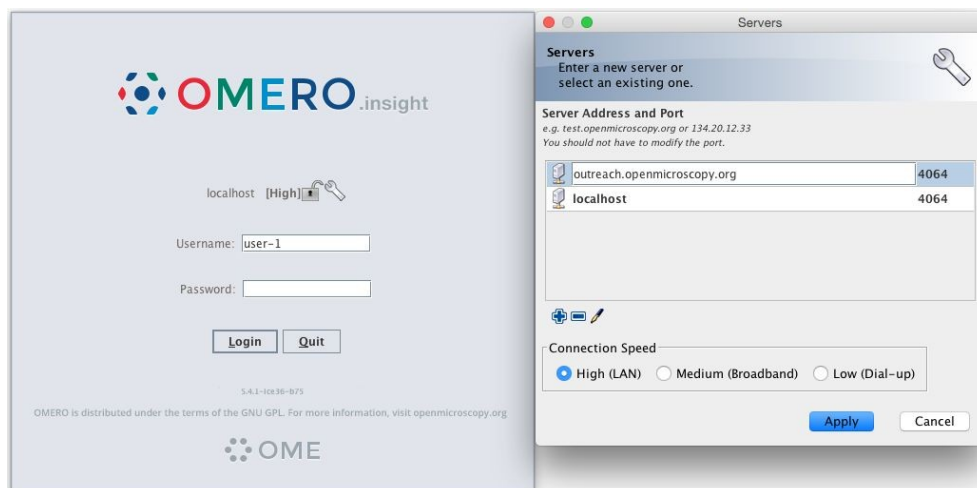 OMERO.insight
localhost [High]
Username: user-1
Password:
Login Quit
5.4.1-ice36-b75
OMERO is distributed under the terms of the GNU GPL. For more information, visit openmicroscopy.org
OME
Servers
Servers
Enter a new server or
select an existing one.
Server Address and Port
e.g. test.openmicroscopy.org or 134.20.12.33
You should not have to modify the port.
outreach.openmicroscopy.org 4064
localhost 4064
Connection Speed
High (LAN) Medium (Broadband) Low (Dial-up)
Apply Cancel